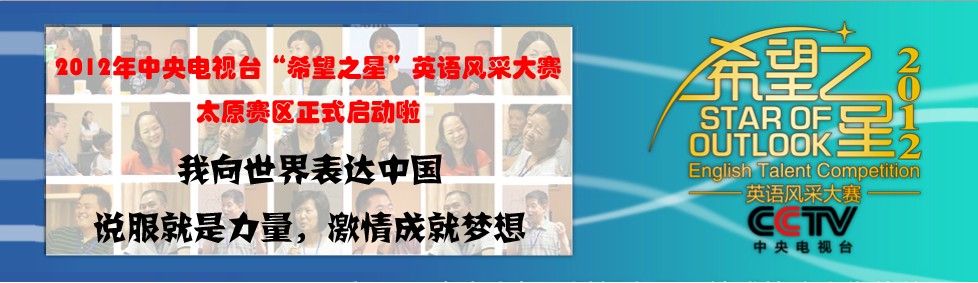 2012年中央电视台“希望之星”英语风采大赛
太原赛区正式启动啦
我向世界表达中国
说服就是力量，激情成就梦想
希望之星
2012
STAR OF
OUTLOOK
English Talent Competition
英语风采大赛
CCTV
中央电视台